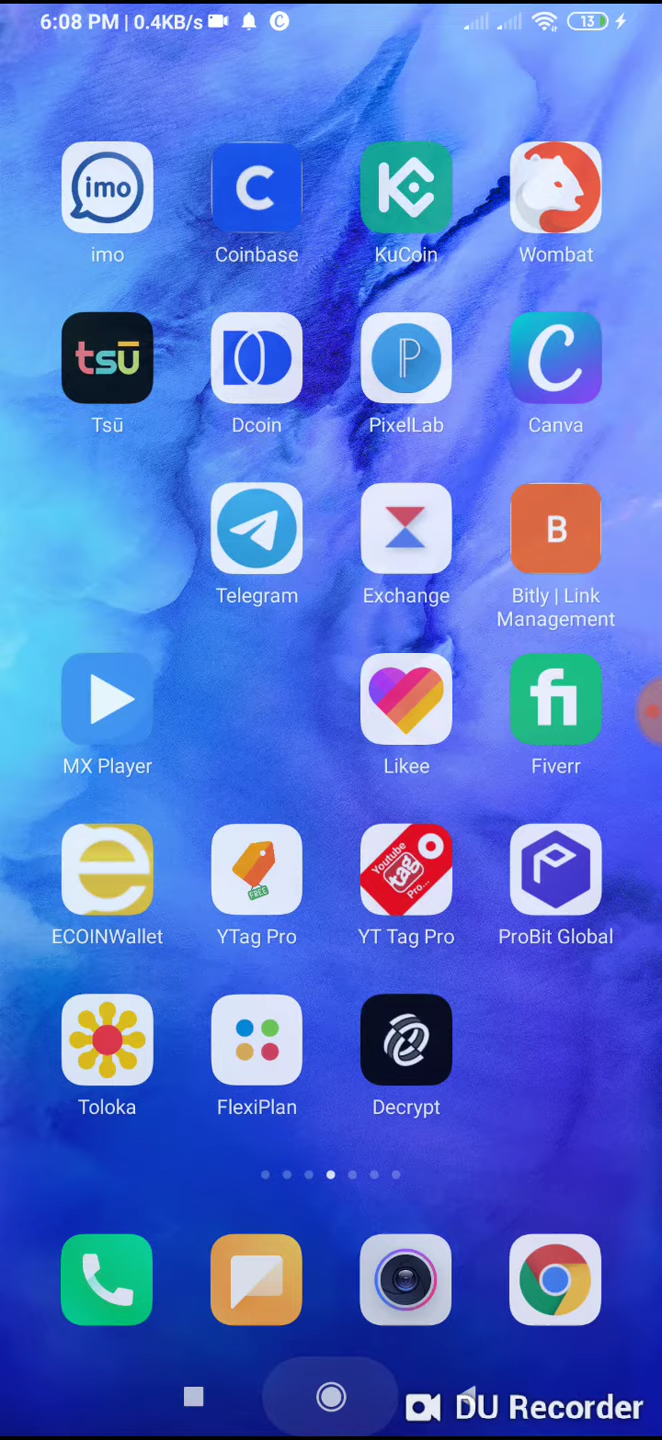 6:08 PM | 0.4KB/s
13
imo
imo Coinbase KuCoin Wombat
tsū
Tsū Dcoin PixelLab Canva
B
Telegram Exchange Bitly | Link
Management
fi
MX Player Likee Fiverr
Youtube
tag
Pro...
FREE
ECOINWallet YTag Pro YT Tag Pro ProBit Global
Toloka FlexiPlan Decrypt
DU Recorder